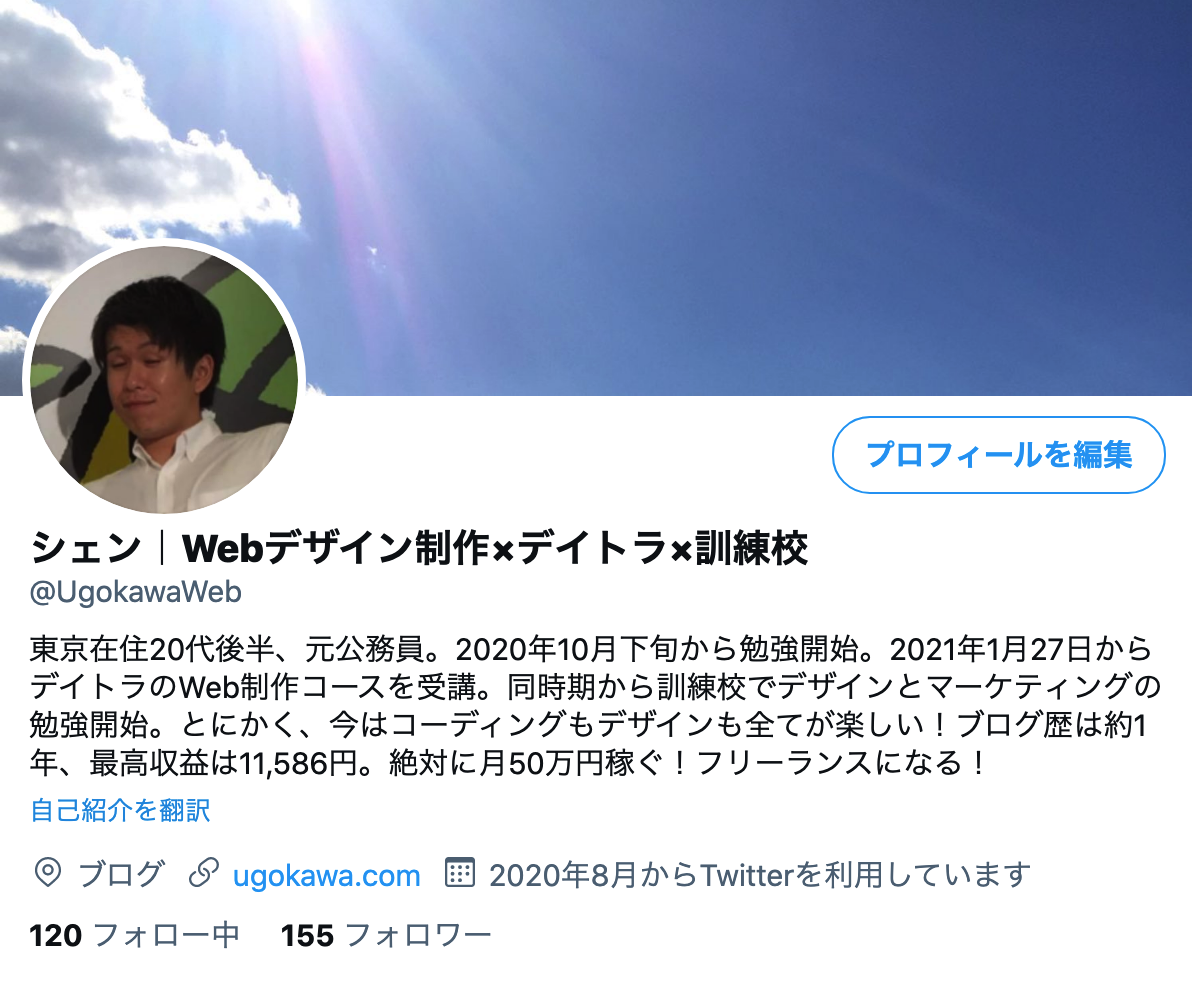 プロフィールを編集
シェン｜Webデザイン制作×デイトラ×訓練校
@UgokawaWeb
東京在住20代後半、元公務員。2020年10月下旬から勉強開始。2021年1月27日から
デイトラのWeb制作コースを受講。同時期から訓練校でデザインとマーケティングの
勉強開始。とにかく、今はコーディングもデザインも全てが楽しい！ブログ歴は約1
年、最高収益は11,586円。絶対に月50万円稼ぐ！フリーランスになる！
自己紹介を翻訳
ブログ ugokawa.com 2020年8月からTwitterを利用しています
120 フォロー中 155 フォロワー